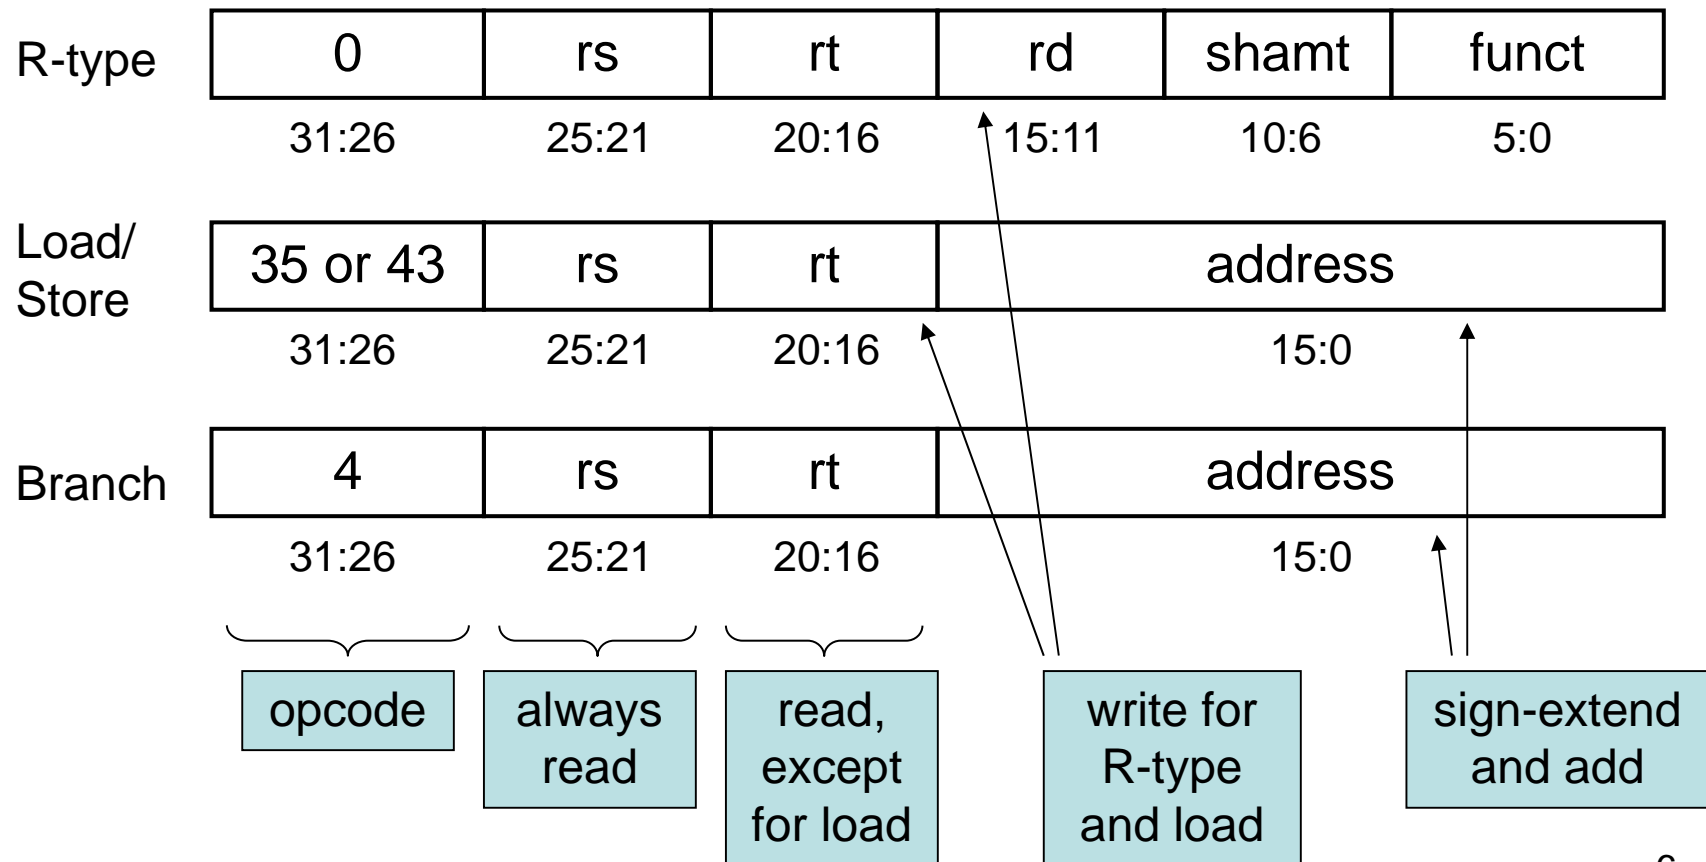 R-type 0 rs rt rd shamt funct
31:26 25:21 20:16 15:11 10:6 5:0
Load/
Store
35 or 43 rs rt address
31:26 25:21 20:16 15:0
Branch 4 rs rt address
31:26 25:21 20:16 15:0
opcode
always
read
read,
except
for load
write for
R-type
and load
sign-extend
and add